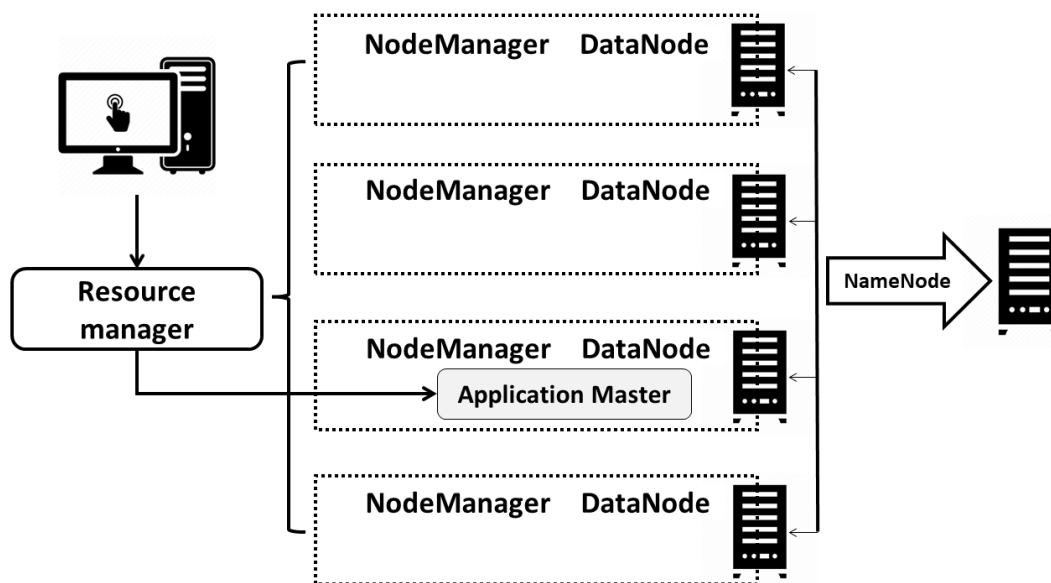 NodeManager DataNode
NodeManager DataNode
Resource
manager
NameNode
NodeManager DataNode
Application Master
NodeManager DataNode